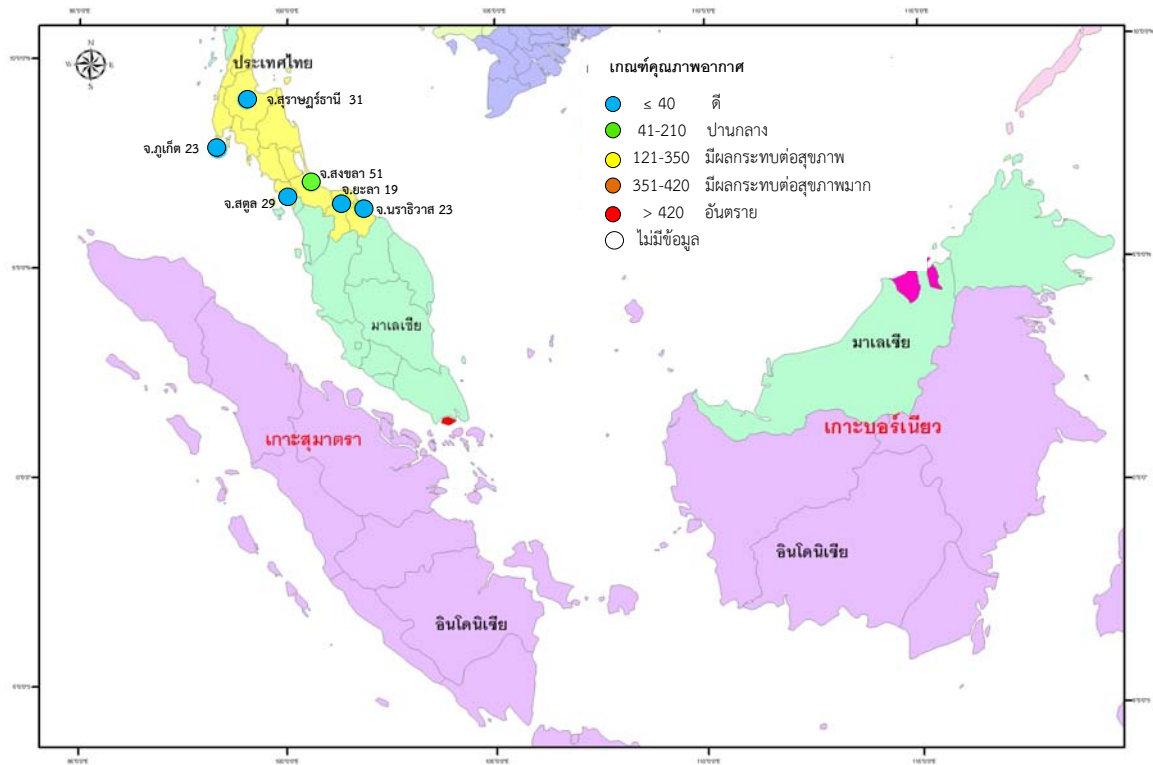 N
W E
S
ประเทศไทย
จ.สุราษฎร์ธานี 31
จ.ภูเก็ต 23
จ.สงขลา 51
จ.ยะลา 19
จ.สตูล 29
จ.นราธิวาส 23
เกณฑ์คุณภาพอากาศ
≤ 40 ดี
41-210 ปานกลาง
121-350 มีผลกระทบต่อสุขภาพ
351-420 มีผลกระทบต่อสุขภาพมาก
> 420 อันตราย
ไม่มีข้อมูล
มาเลเซีย
มาเลเซีย
เกาะสุมาตรา
เกาะบอร์เนียว
อินโดนิเซีย
อินโดนิเซีย